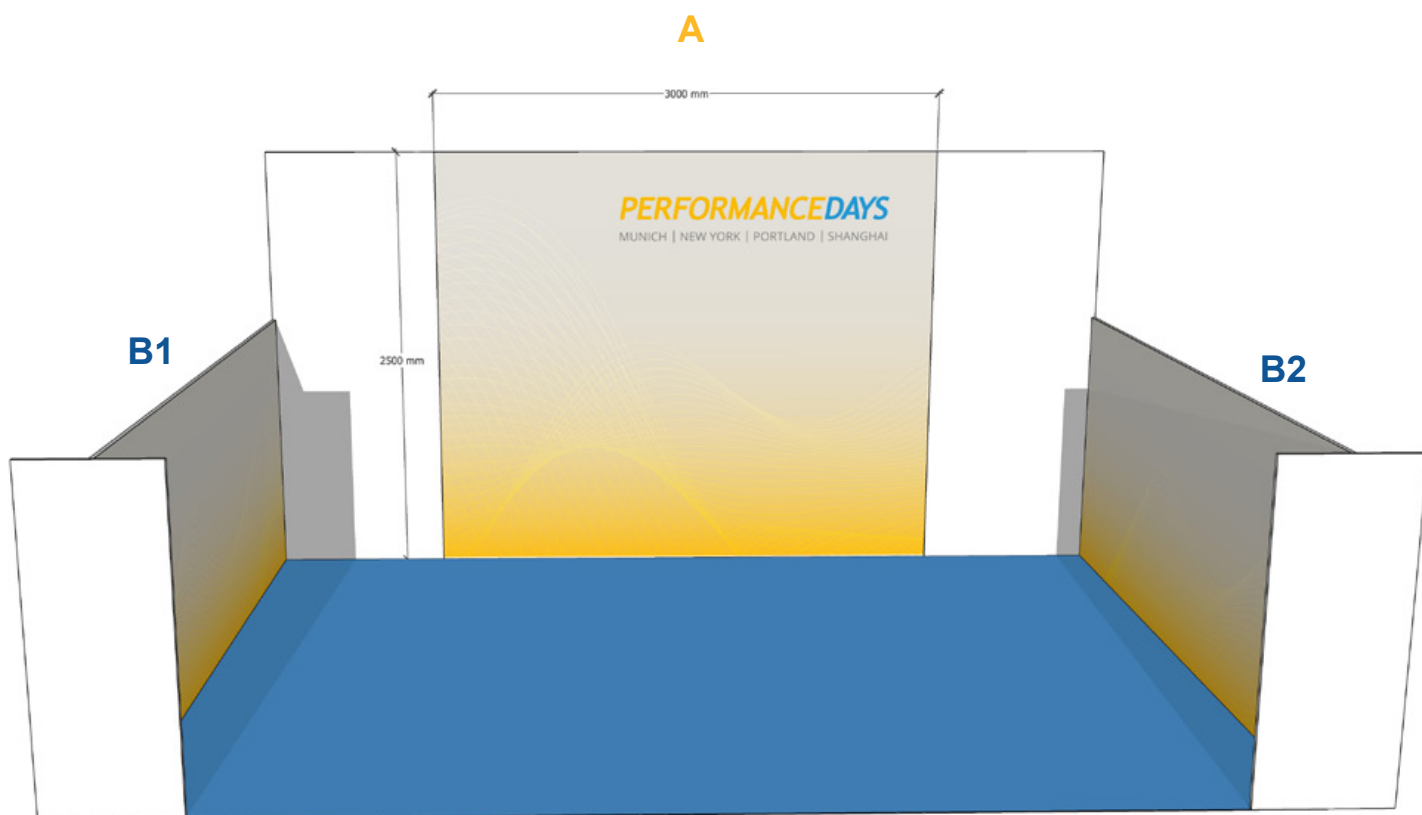 A
3000 mm
PERFORMANCEDAYS
MUNICH | NEW YORK | PORTLAND | SHANGHAI
B1
2500 mm
B2